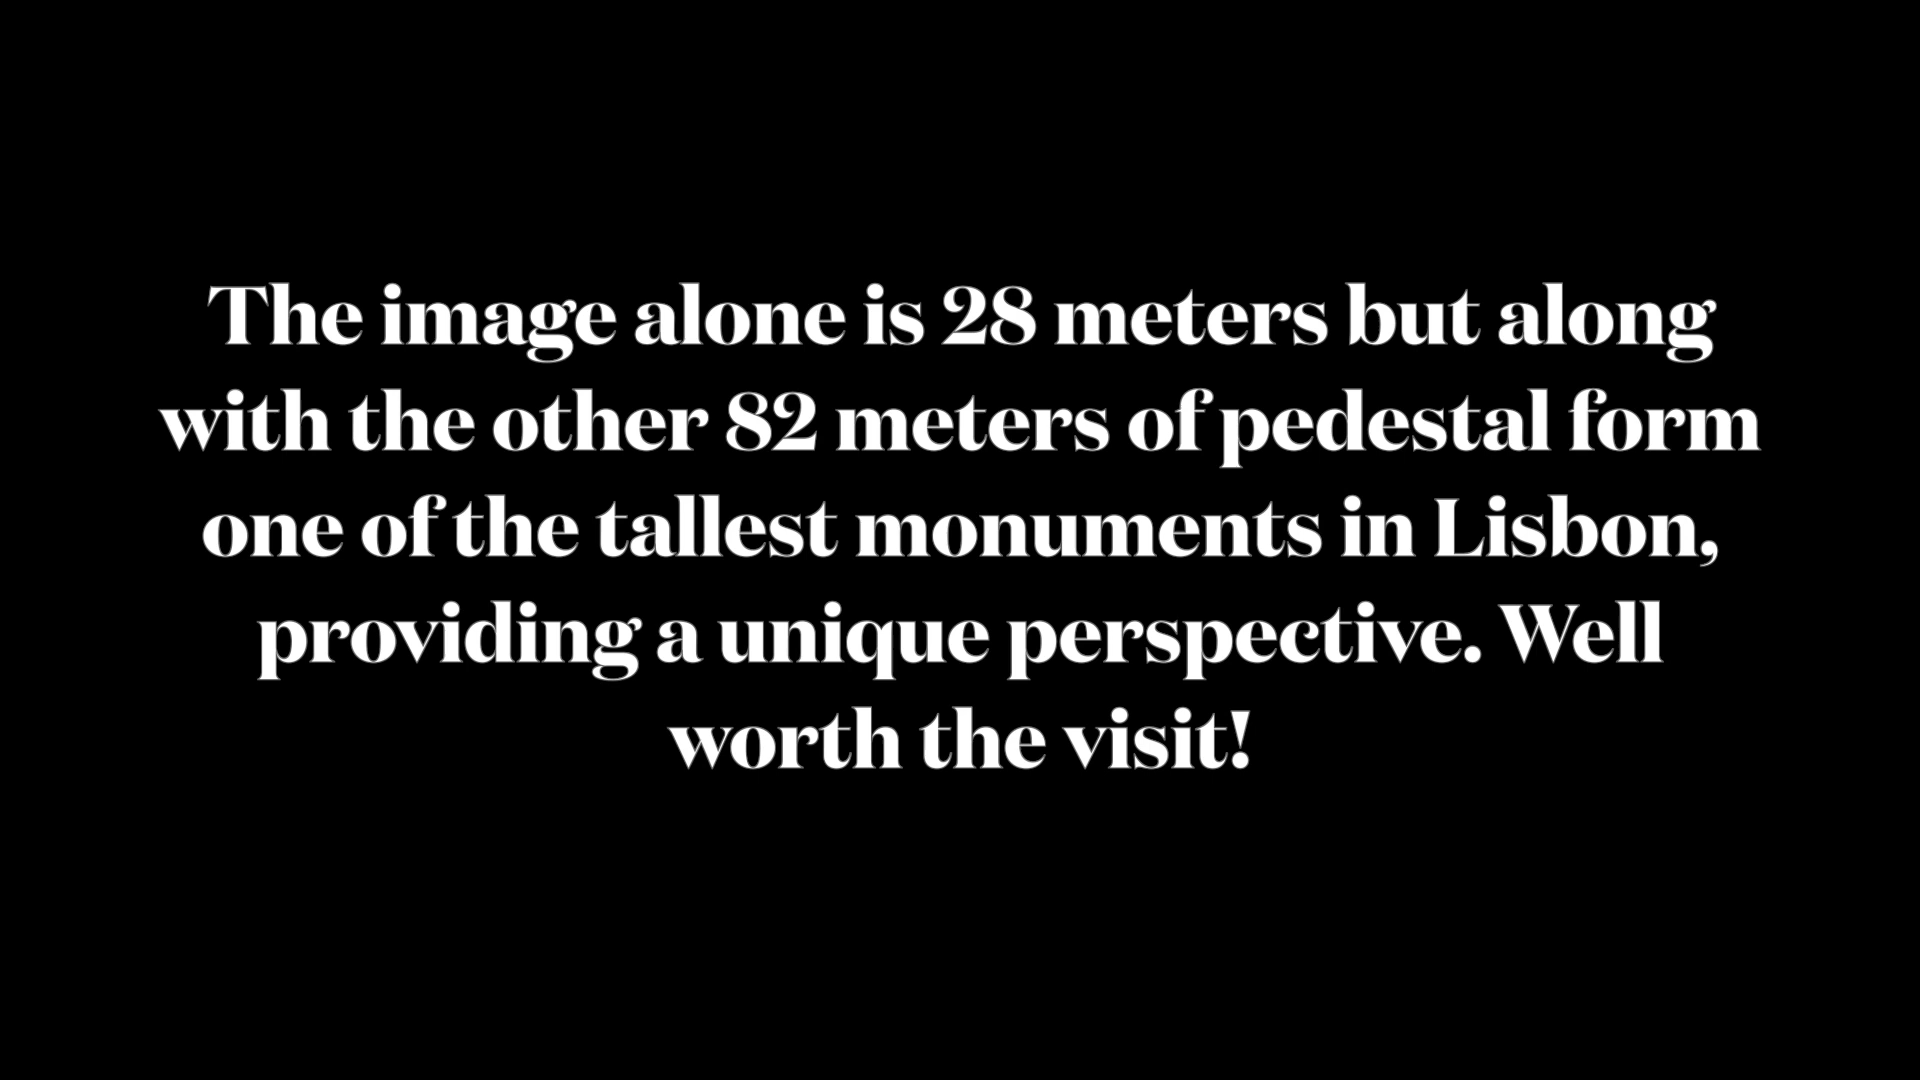 The image alone is 28 meters but along
with the other 82 meters of pedestal form
one of the tallest monuments in Lisbon,
providing a unique perspective. Well
worth the visit!